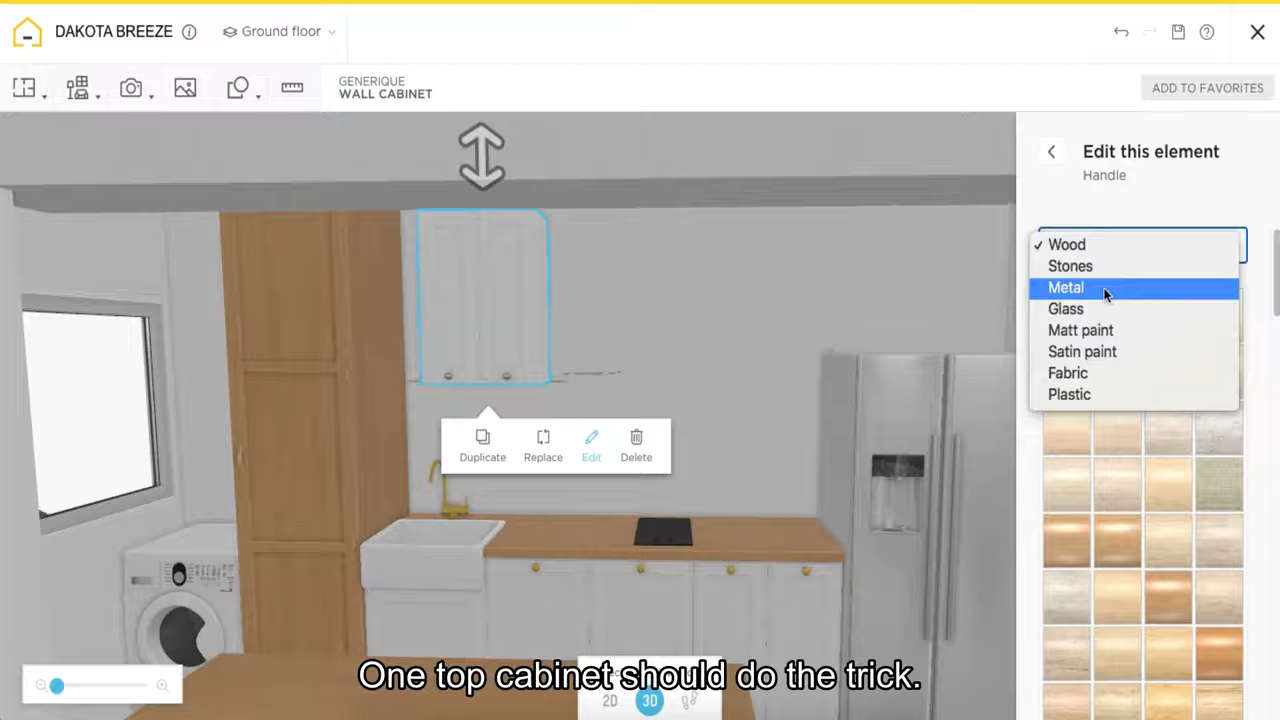 DAKOTA BREEZE
Ground floor
GENERIQUE
WALL CABINET
ADD TO FAVORITES
Edit this element
Handle
Wood
Stones
Metal
Glass
Matt paint
Satin paint
Fabric
Plastic
Duplicate
Replace
Edit
Delete
One top cabinet should do the trick.
2D
3D